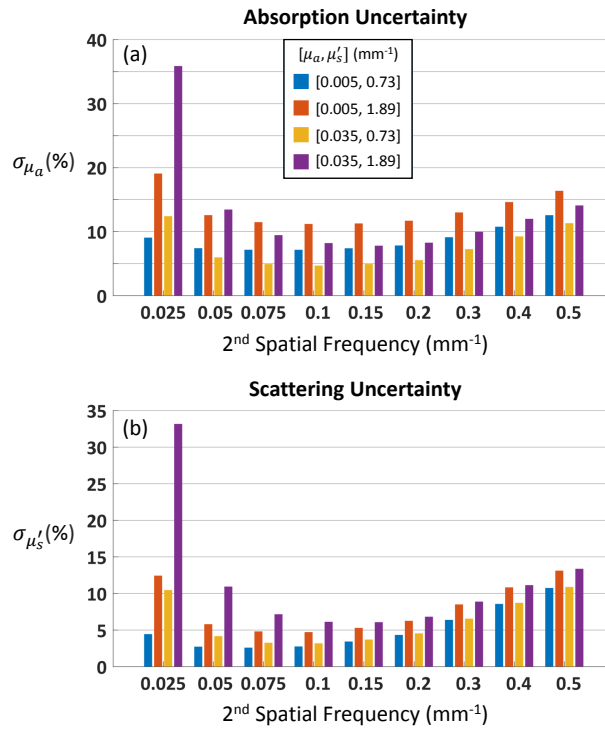 Absorption Uncertainty
(a)
[μₐ, μₛ′] (mm⁻¹)
[0.005, 0.73]
[0.005, 1.89]
[0.035, 0.73]
[0.035, 1.89]
σμₐ(%)
40
30
20
10
0
0.025 0.05 0.075 0.1 0.15 0.2 0.3 0.4 0.5
2ⁿᵈ Spatial Frequency (mm⁻¹)
Scattering Uncertainty
(b)
σμₛ′(%)
35
30
25
20
15
10
5
0
0.025 0.05 0.075 0.1 0.15 0.2 0.3 0.4 0.5
2ⁿᵈ Spatial Frequency (mm⁻¹)